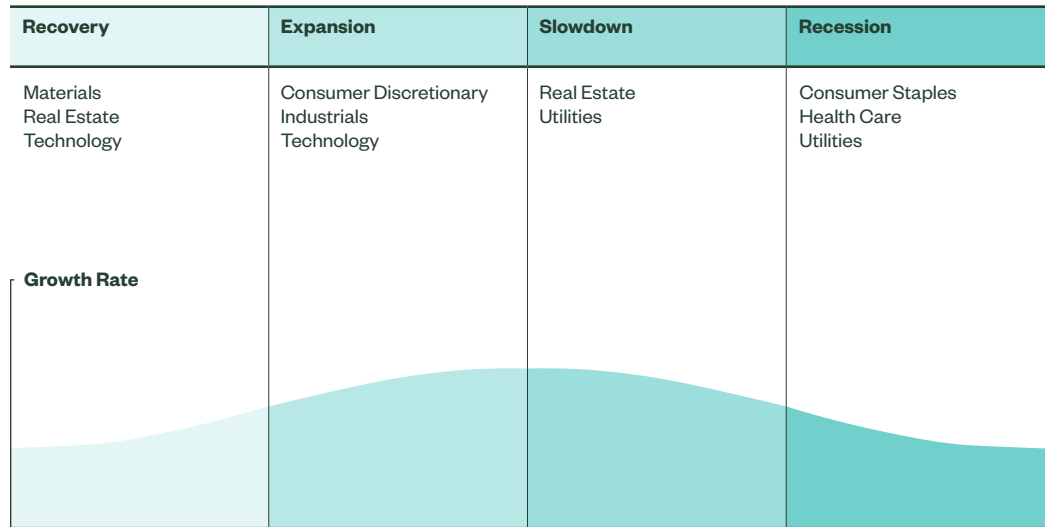 Recovery
Expansion
Slowdown
Recession
Materials
Real Estate
Technology
Consumer Discretionary
Industrials
Technology
Real Estate
Utilities
Consumer Staples
Health Care
Utilities
Growth Rate